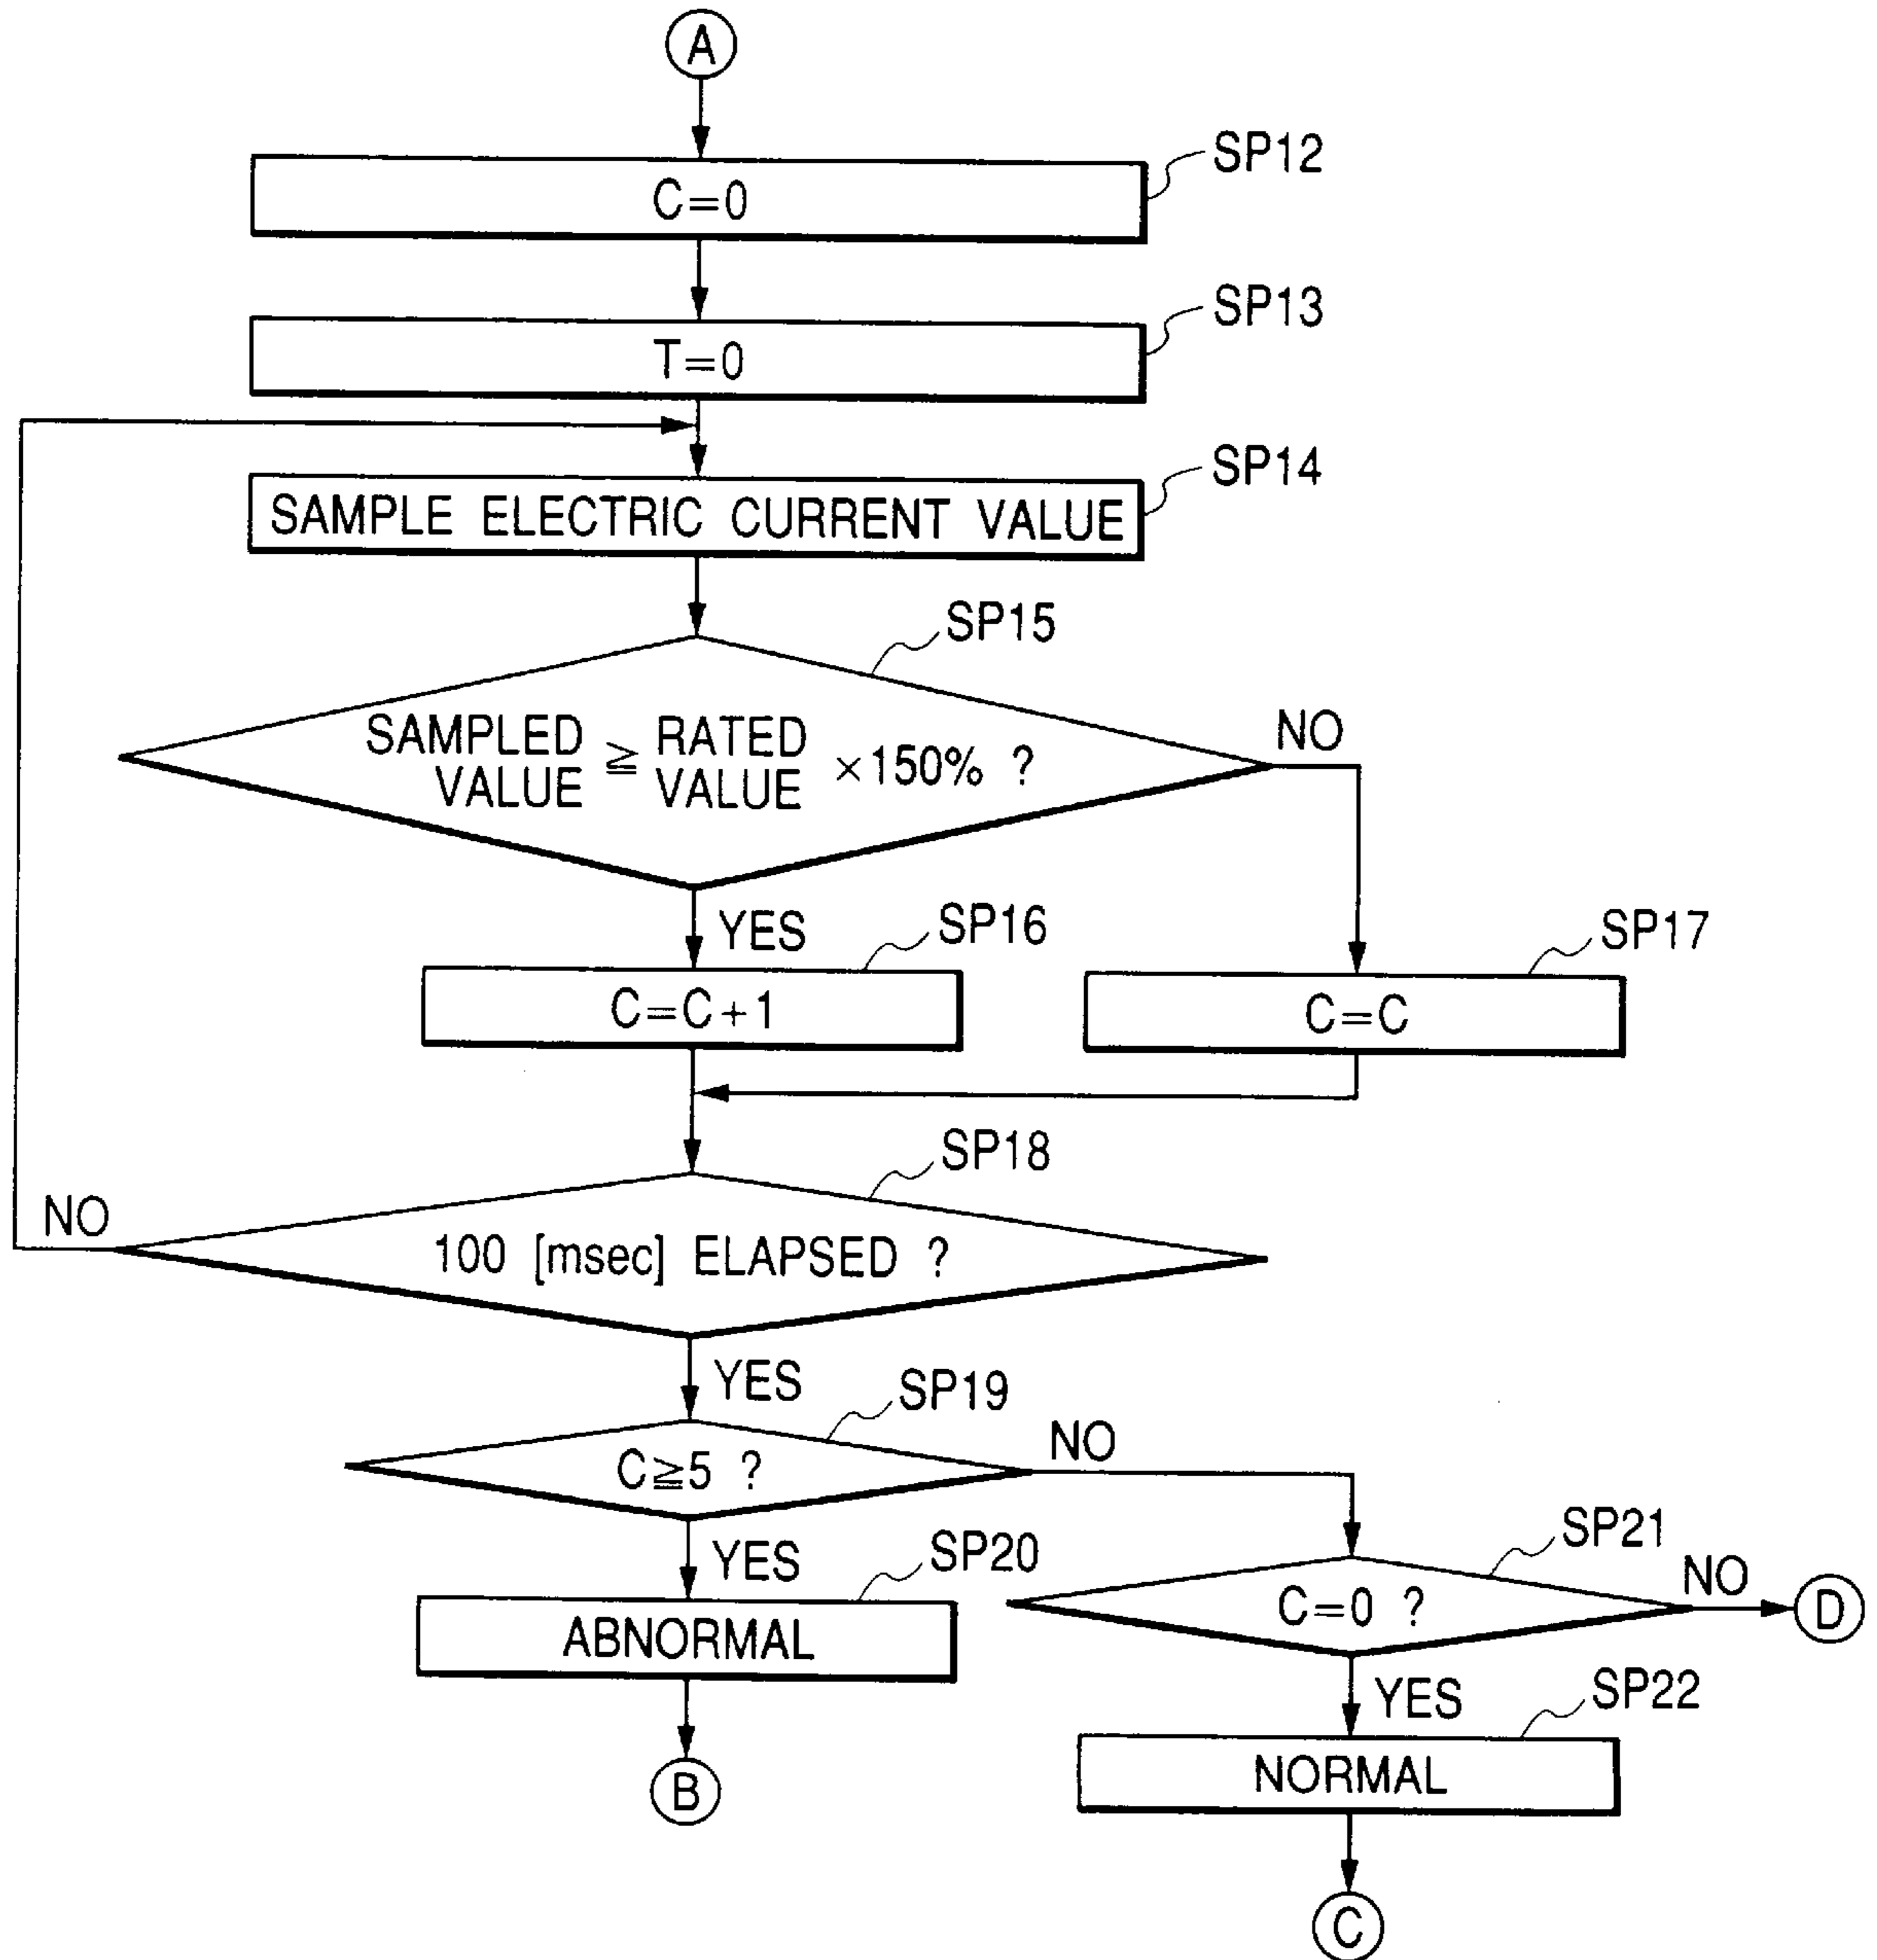 A
SP12
C=0
SP13
T=0
SP14
SAMPLE ELECTRIC CURRENT VALUE
SP15
SAMPLED VALUE ≧ RATED VALUE ×150% ?
NO
YES
SP16
C=C+1
SP17
C=C
SP18
NO
100 [msec] ELAPSED ?
YES
SP19
C≧5 ?
NO
YES
SP20
ABNORMAL
B
SP21
C=0 ?
NO
D
YES
SP22
NORMAL
C